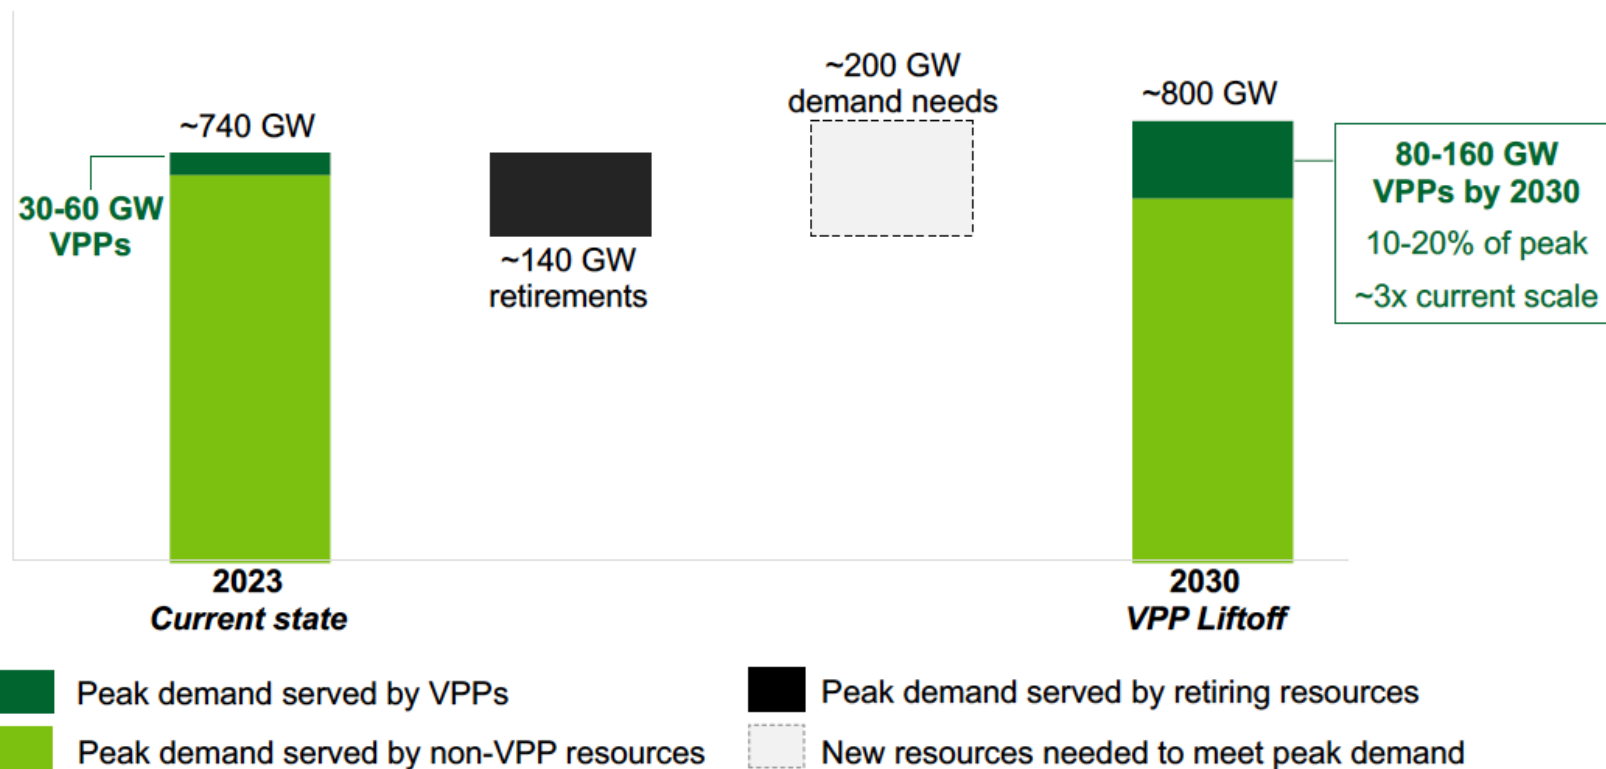 ~740 GW
30-60 GW
VPPs
~140 GW
retirements
~200 GW
demand needs
~800 GW
80-160 GW
VPPs by 2030
10-20% of peak
~3x current scale
2023
Current state
2030
VPP Liftoff
Peak demand served by VPPs
Peak demand served by retiring resources
Peak demand served by non-VPP resources
New resources needed to meet peak demand